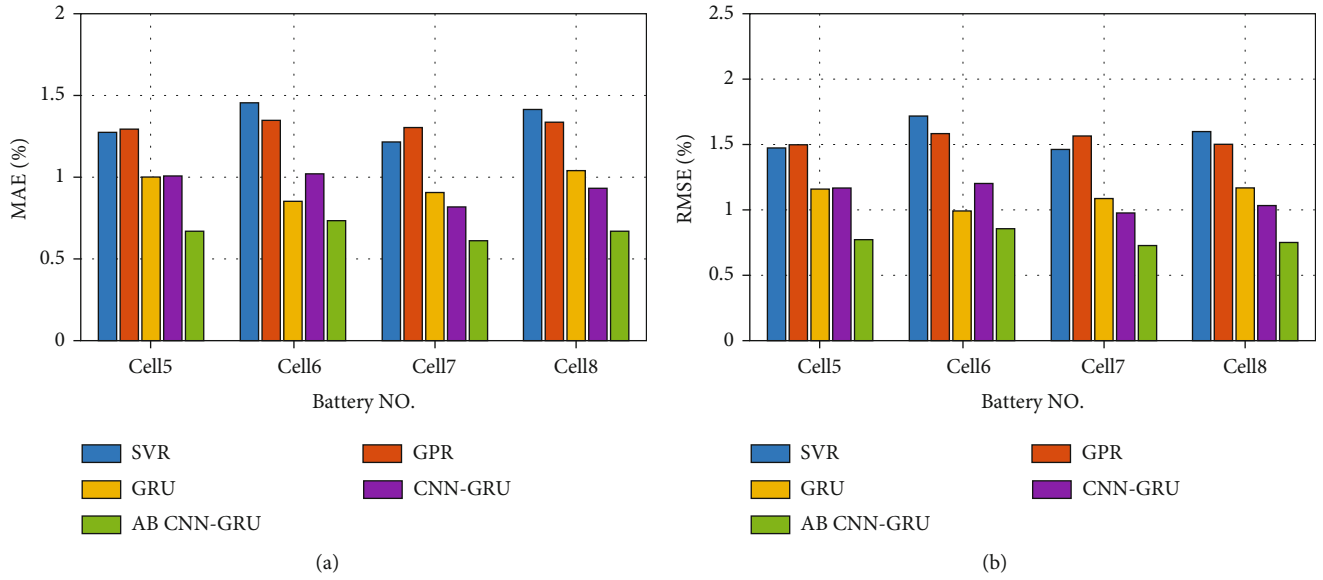 2
1.5
1
0.5
0
MAE (%)
Cell5 Cell6 Cell7 Cell8
Battery NO.
SVR GPR
GRU CNN-GRU
AB CNN-GRU
(a)
2.5
2
1.5
1
0.5
0
RMSE (%)
Cell5 Cell6 Cell7 Cell8
Battery NO.
SVR GPR
GRU CNN-GRU
AB CNN-GRU
(b)